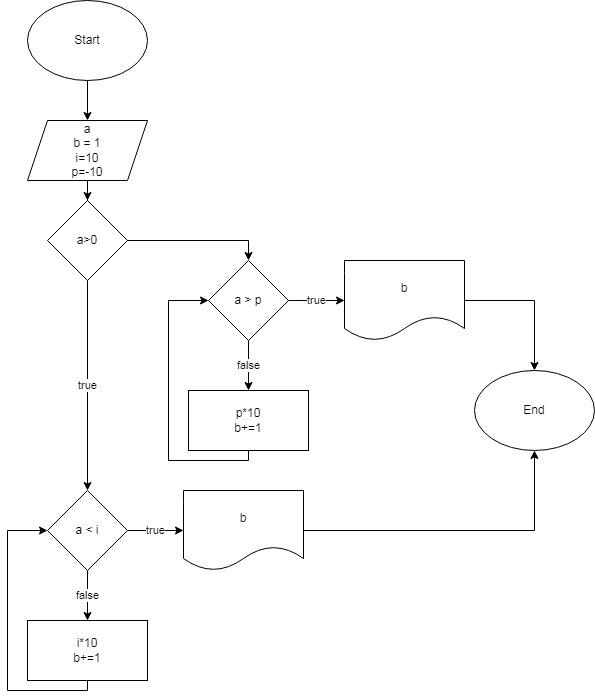 Start
a
b = 1
i=10
p=-10
a>0
a > p
true
b
false
p*10
b+=1
End
true
a < i
true
b
false
i*10
b+=1